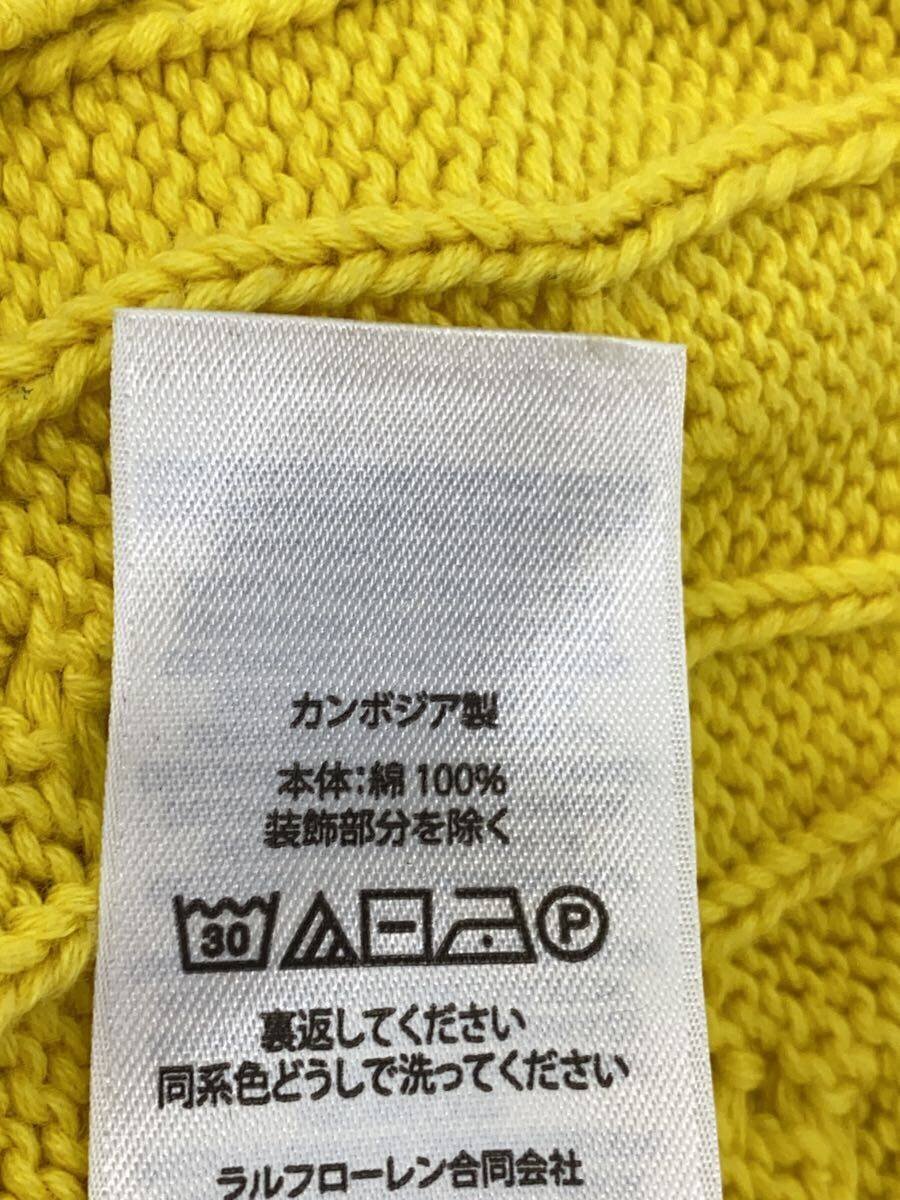 カンボジア製
本体:綿 100%
装飾部分を除く
30 P
裏返してください
同系色どうしで洗ってください
ラルフローレン合同会社